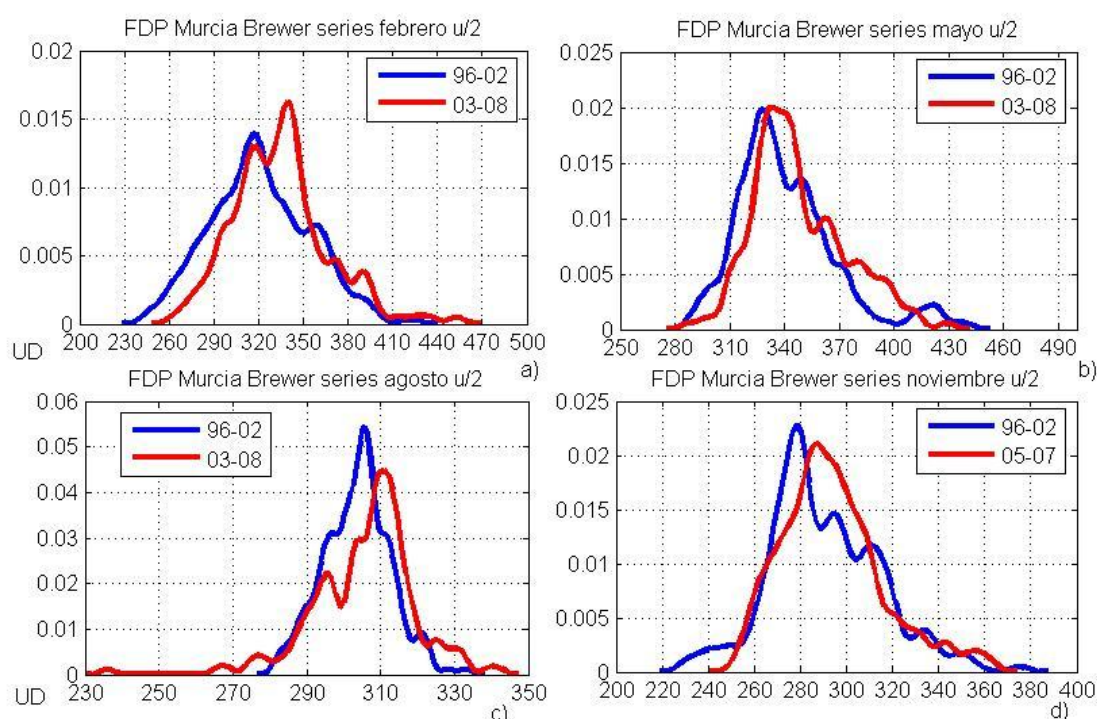 FDP Murcia Brewer series febrero u/2
0.02
0.015
0.01
0.005
0
96-02
03-08
200 230 260 290 320 350 380 410 440 470 500
UD
a)
FDP Murcia Brewer series mayo u/2
0.025
0.020
0.015
0.01
0.005
0
96-02
03-08
250 280 310 340 370 400 430 460 490
b)
FDP Murcia Brewer series agosto u/2
0.06
0.05
0.04
0.03
0.02
0.01
0
96-02
03-08
230 250 270 290 310 330 350
UD
c)
FDP Murcia Brewer series noviembre u/2
0.025
0.02
0.015
0.01
0.005
0
96-02
05-07
200 220 240 260 280 300 320 340 360 380 400
d)